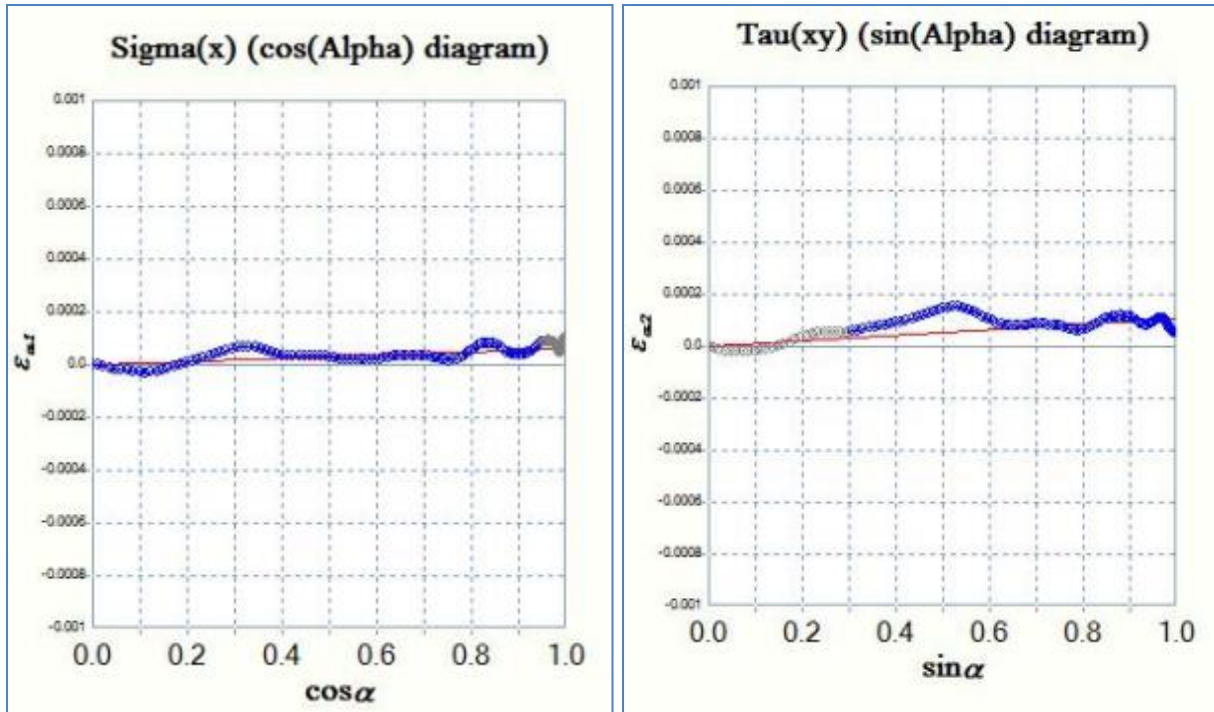 Sigma(x) (cos(Alpha) diagram)
0.001
0.0008
0.0006
0.0004
0.0002
0.0
-0.0002
-0.0004
-0.0006
-0.0008
-0.001
εα1
0.0 0.2 0.4 0.6 0.8 1.0
cosα
Tau(xy) (sin(Alpha) diagram)
0.001
0.0008
0.0006
0.0004
0.0002
0.0
-0.0002
-0.0004
-0.0006
-0.0008
-0.001
εα2
0.0 0.2 0.4 0.6 0.8 1.0
sinα